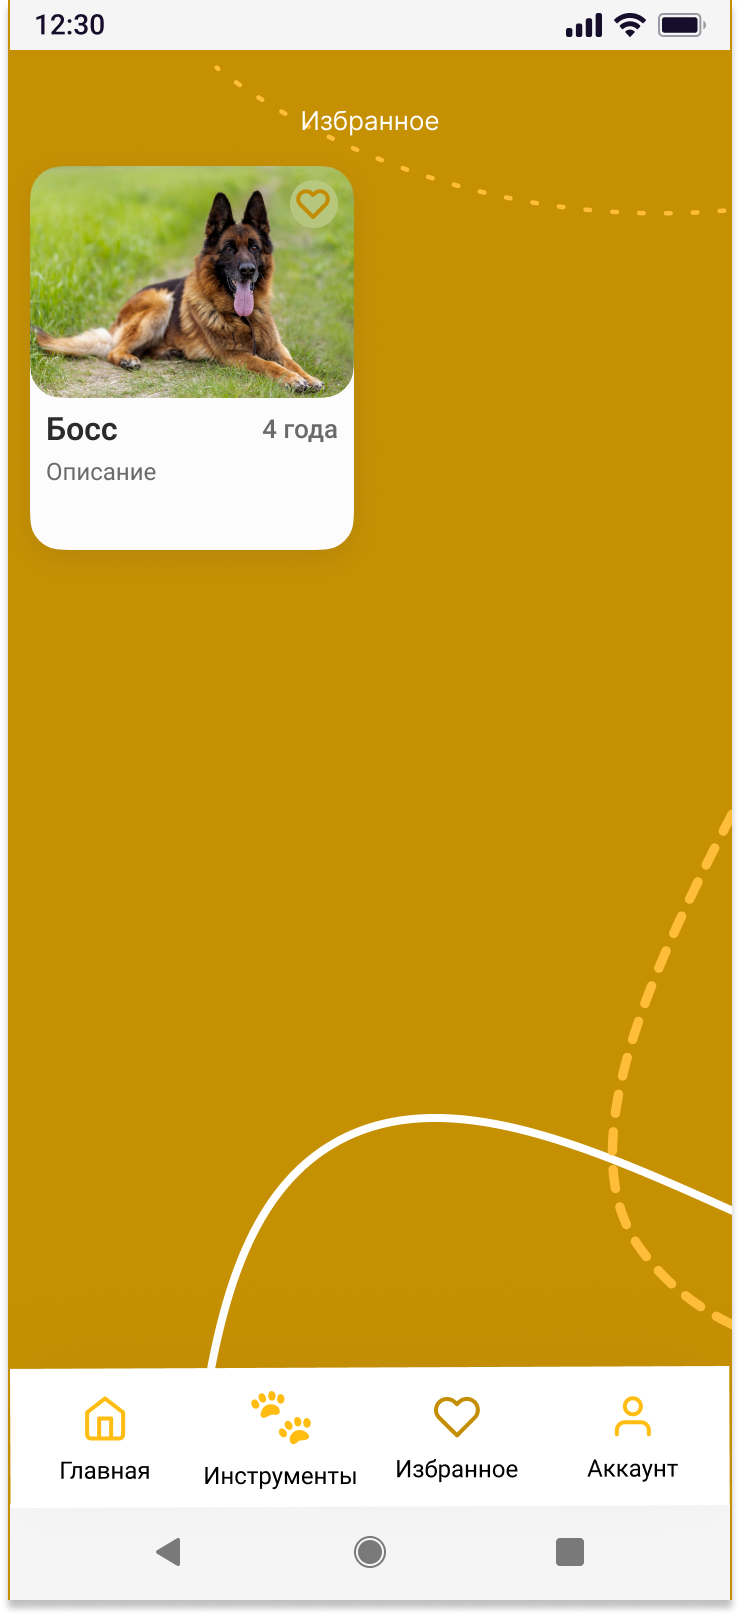 12:30
Избранное
Босс
4 года
Описание
Главная
Инструменты
Избранное
Аккаунт